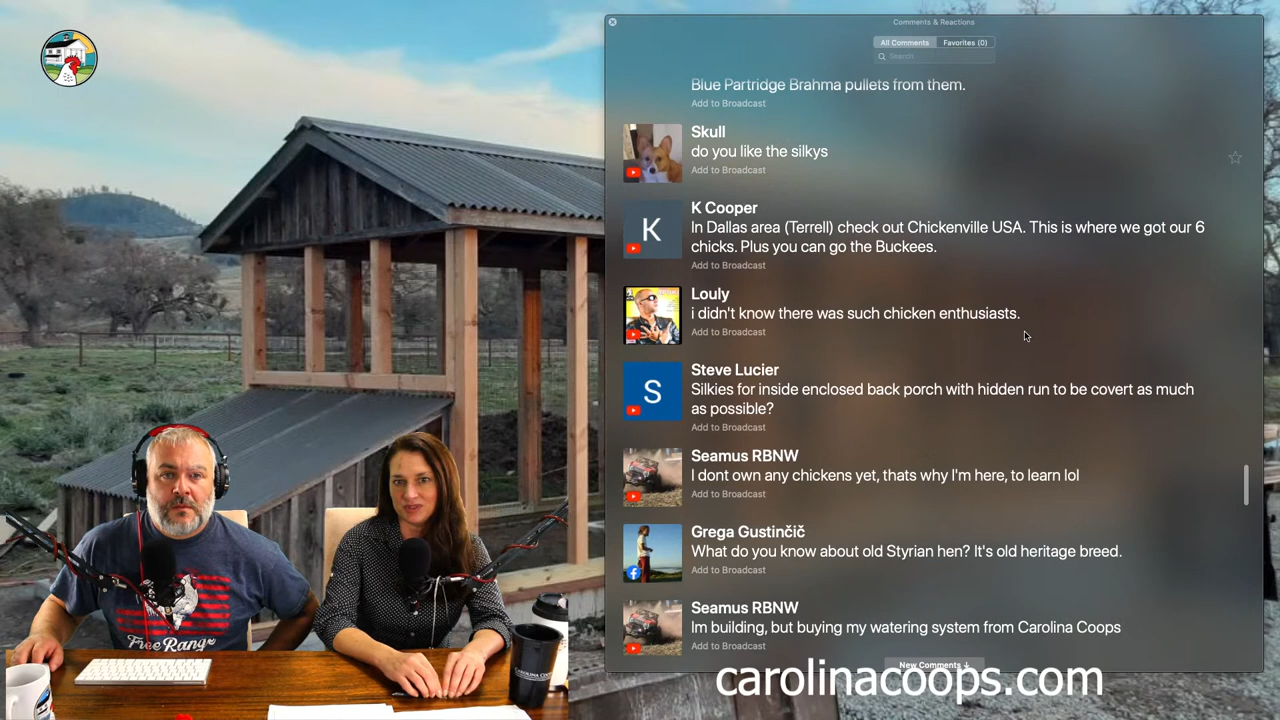 Comments & Reactions
All Comments
Favorites (0)
Search
Blue Partridge Brahma pullets from them.
Add to Broadcast
Skull
do you like the silkys
Add to Broadcast
K
K Cooper
In Dallas area (Terrell) check out Chickenville USA. This is where we got our 6
chicks. Plus you can go the Buckees.
Add to Broadcast
Louly
i didn't know there was such chicken enthusiasts.
Add to Broadcast
S
Steve Lucier
Silkies for inside enclosed back porch with hidden run to be covert as much
as possible?
Add to Broadcast
Seamus RBNW
I dont own any chickens yet, thats why I'm here, to learn lol
Add to Broadcast
Grega Gustinčič
What do you know about old Styrian hen? It's old heritage breed.
Add to Broadcast
Seamus RBNW
Im building, but buying my watering system from Carolina Coops
Add to Broadcast
New Comments ↓
carolinacoops.com
Free Range
CAROLINA COOPS